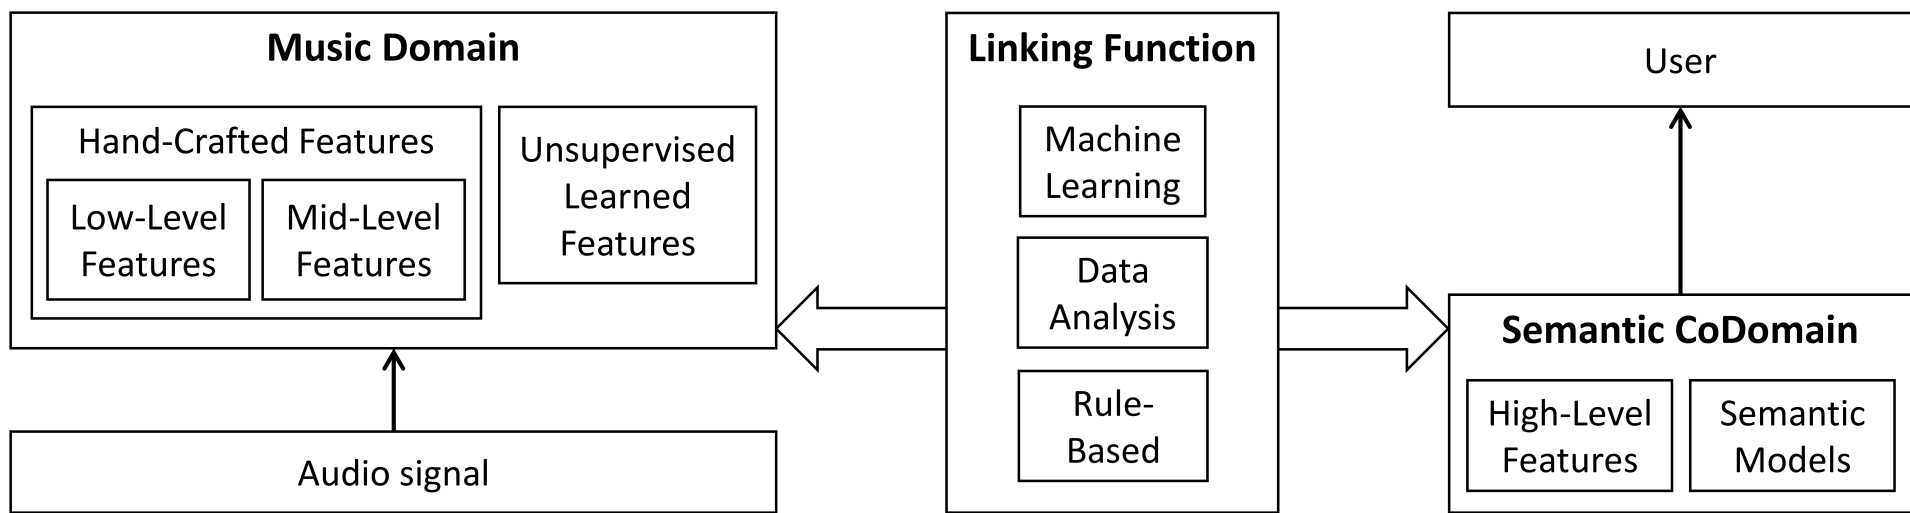 Music Domain
Hand-Crafted Features
Low-Level
Features
Mid-Level
Features
Unsupervised
Learned
Features
Audio signal
Linking Function
Machine
Learning
Data
Analysis
Rule-
Based
User
Semantic CoDomain
High-Level
Features
Semantic
Models